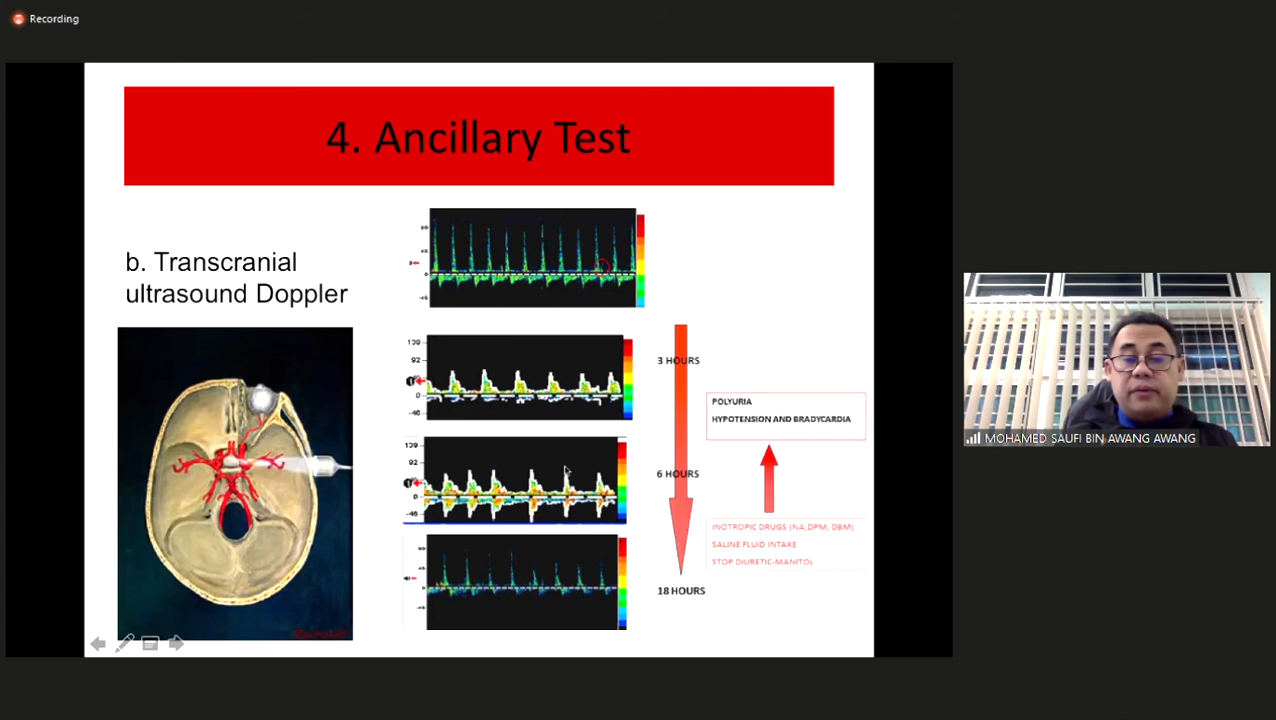 Recording
4. Ancillary Test
b. Transcranial
ultrasound Doppler
3 HOURS
POLYURIA
HYPOTENSION AND BRADYCARDIA
6 HOURS
INOTROPIC DRUGS (NA,DPM, DBM)
SALINE FLUID INTAKE
STOP DIURETIC-MANITOL
18 HOURS
MOHAMED SAUFI BIN AWANG AWANG